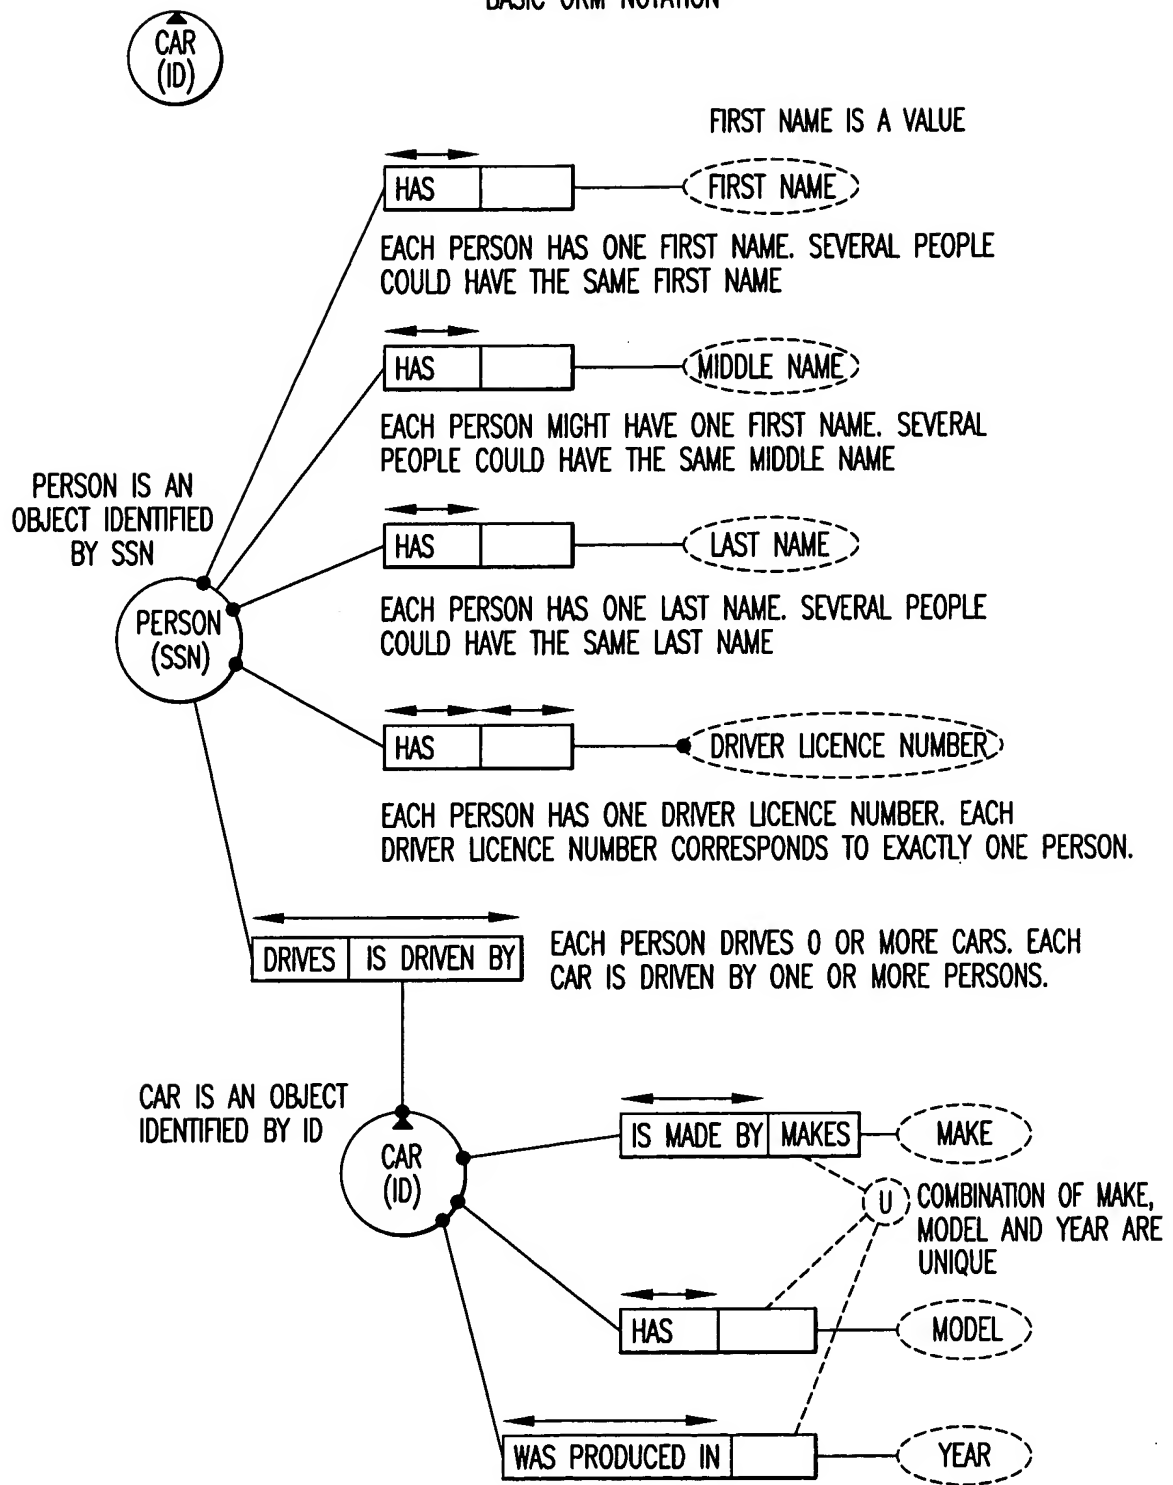 BASIC ORM NOTATION
CAR
(ID)
FIRST NAME IS A VALUE
HAS
FIRST NAME
EACH PERSON HAS ONE FIRST NAME. SEVERAL PEOPLE
COULD HAVE THE SAME FIRST NAME
HAS
MIDDLE NAME
EACH PERSON MIGHT HAVE ONE FIRST NAME. SEVERAL
PEOPLE COULD HAVE THE SAME MIDDLE NAME
PERSON IS AN
OBJECT IDENTIFIED
BY SSN
HAS
LAST NAME
EACH PERSON HAS ONE LAST NAME. SEVERAL PEOPLE
COULD HAVE THE SAME LAST NAME
PERSON
(SSN)
HAS
DRIVER LICENCE NUMBER
EACH PERSON HAS ONE DRIVER LICENCE NUMBER. EACH
DRIVER LICENCE NUMBER CORRESPONDS TO EXACTLY ONE PERSON.
DRIVES
IS DRIVEN BY
EACH PERSON DRIVES 0 OR MORE CARS. EACH
CAR IS DRIVEN BY ONE OR MORE PERSONS.
CAR IS AN OBJECT
IDENTIFIED BY ID
CAR
(ID)
IS MADE BY
MAKES
MAKE
U
COMBINATION OF MAKE,
MODEL AND YEAR ARE
UNIQUE
HAS
MODEL
WAS PRODUCED IN
YEAR